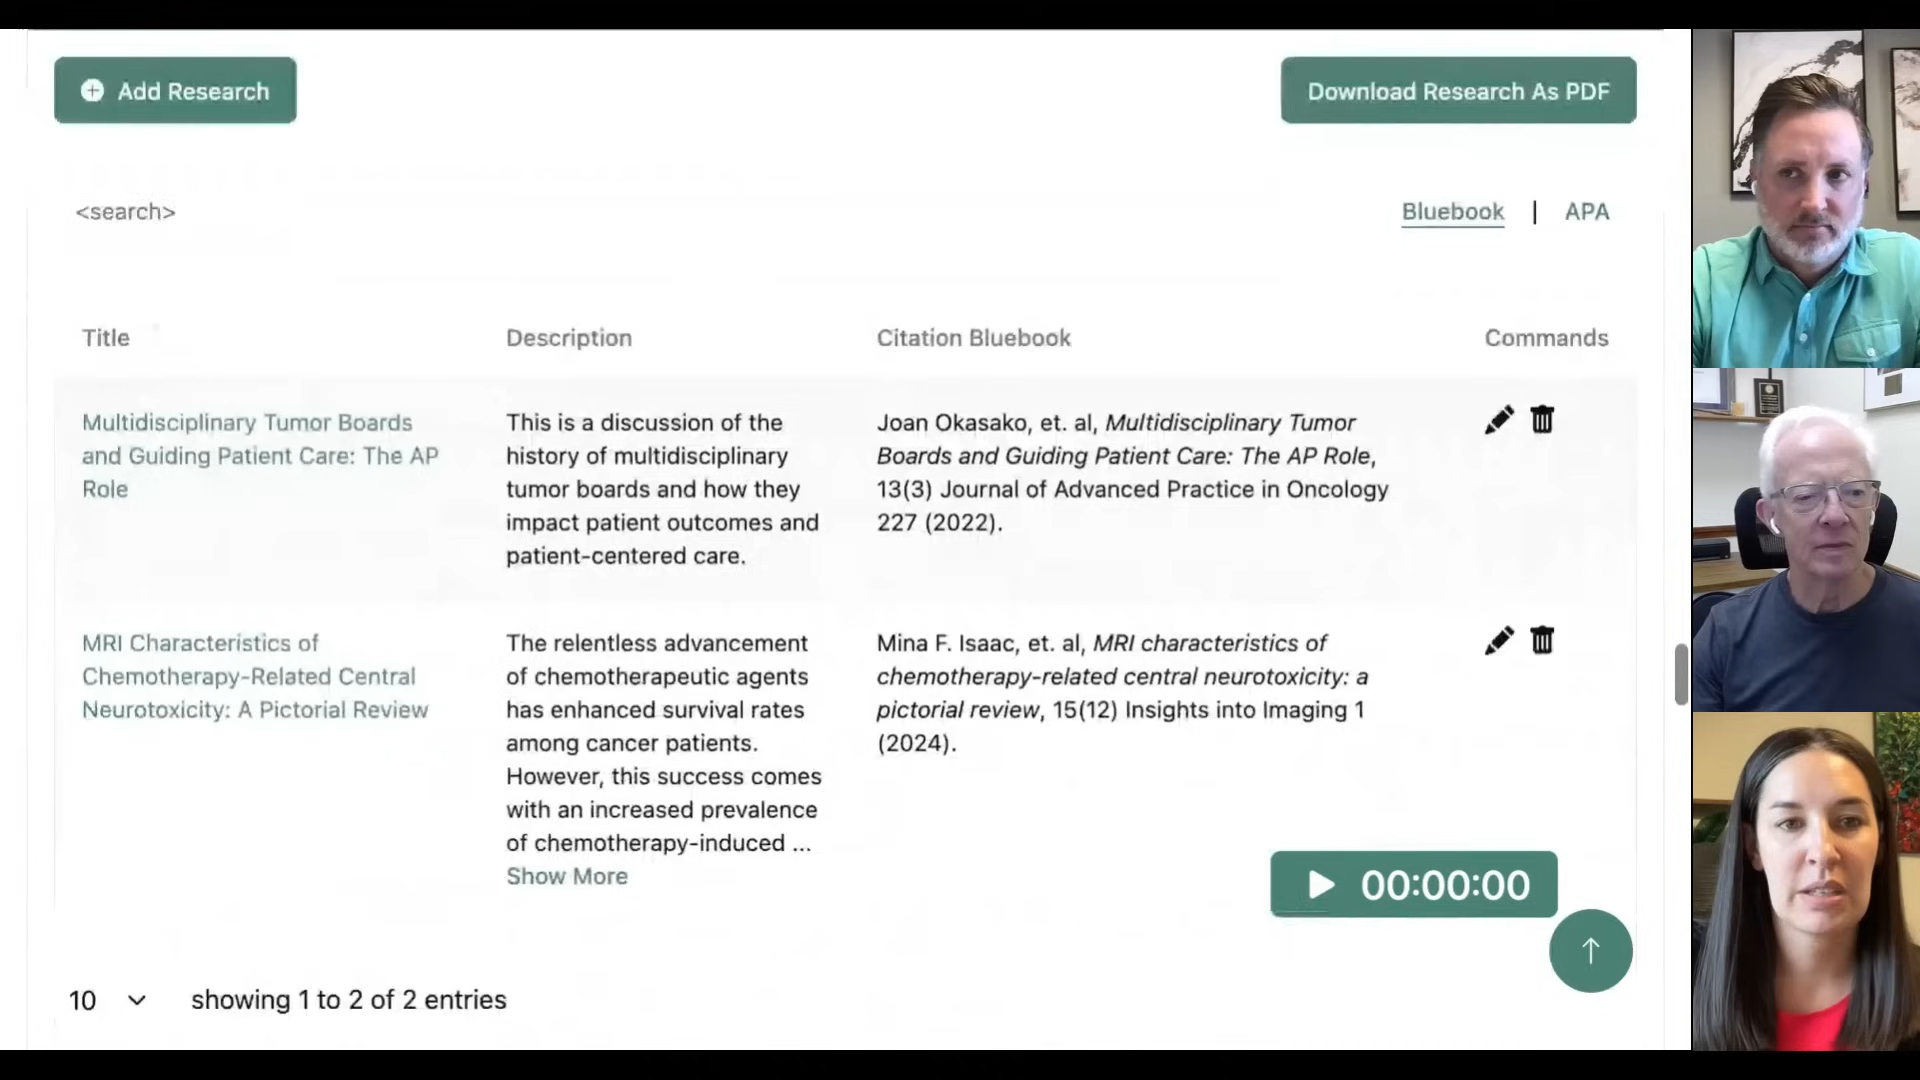 Add Research
Download Research As PDF
<search>
Bluebook | APA
Title
Description
Citation Bluebook
Commands
Multidisciplinary Tumor Boards
and Guiding Patient Care: The AP
Role
This is a discussion of the
history of multidisciplinary
tumor boards and how they
impact patient outcomes and
patient-centered care.
Joan Okasako, et. al, Multidisciplinary Tumor
Boards and Guiding Patient Care: The AP Role,
13(3) Journal of Advanced Practice in Oncology
227 (2022).
MRI Characteristics of
Chemotherapy-Related Central
Neurotoxicity: A Pictorial Review
The relentless advancement
of chemotherapeutic agents
has enhanced survival rates
among cancer patients.
However, this success comes
with an increased prevalence
of chemotherapy-induced ...
Show More
Mina F. Isaac, et. al, MRI characteristics of
chemotherapy-related central neurotoxicity: a
pictorial review, 15(12) Insights into Imaging 1
(2024).
00:00:00
10
showing 1 to 2 of 2 entries